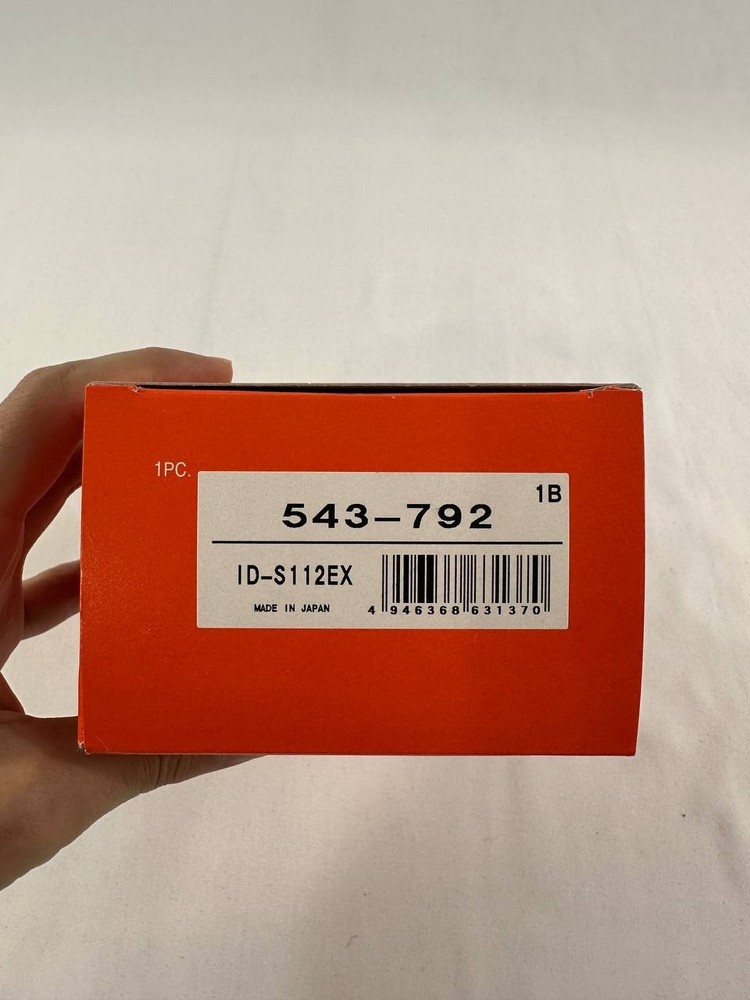 1PC.
1B
543-792
ID-S112EX
MADE IN JAPAN
4 946368 631370